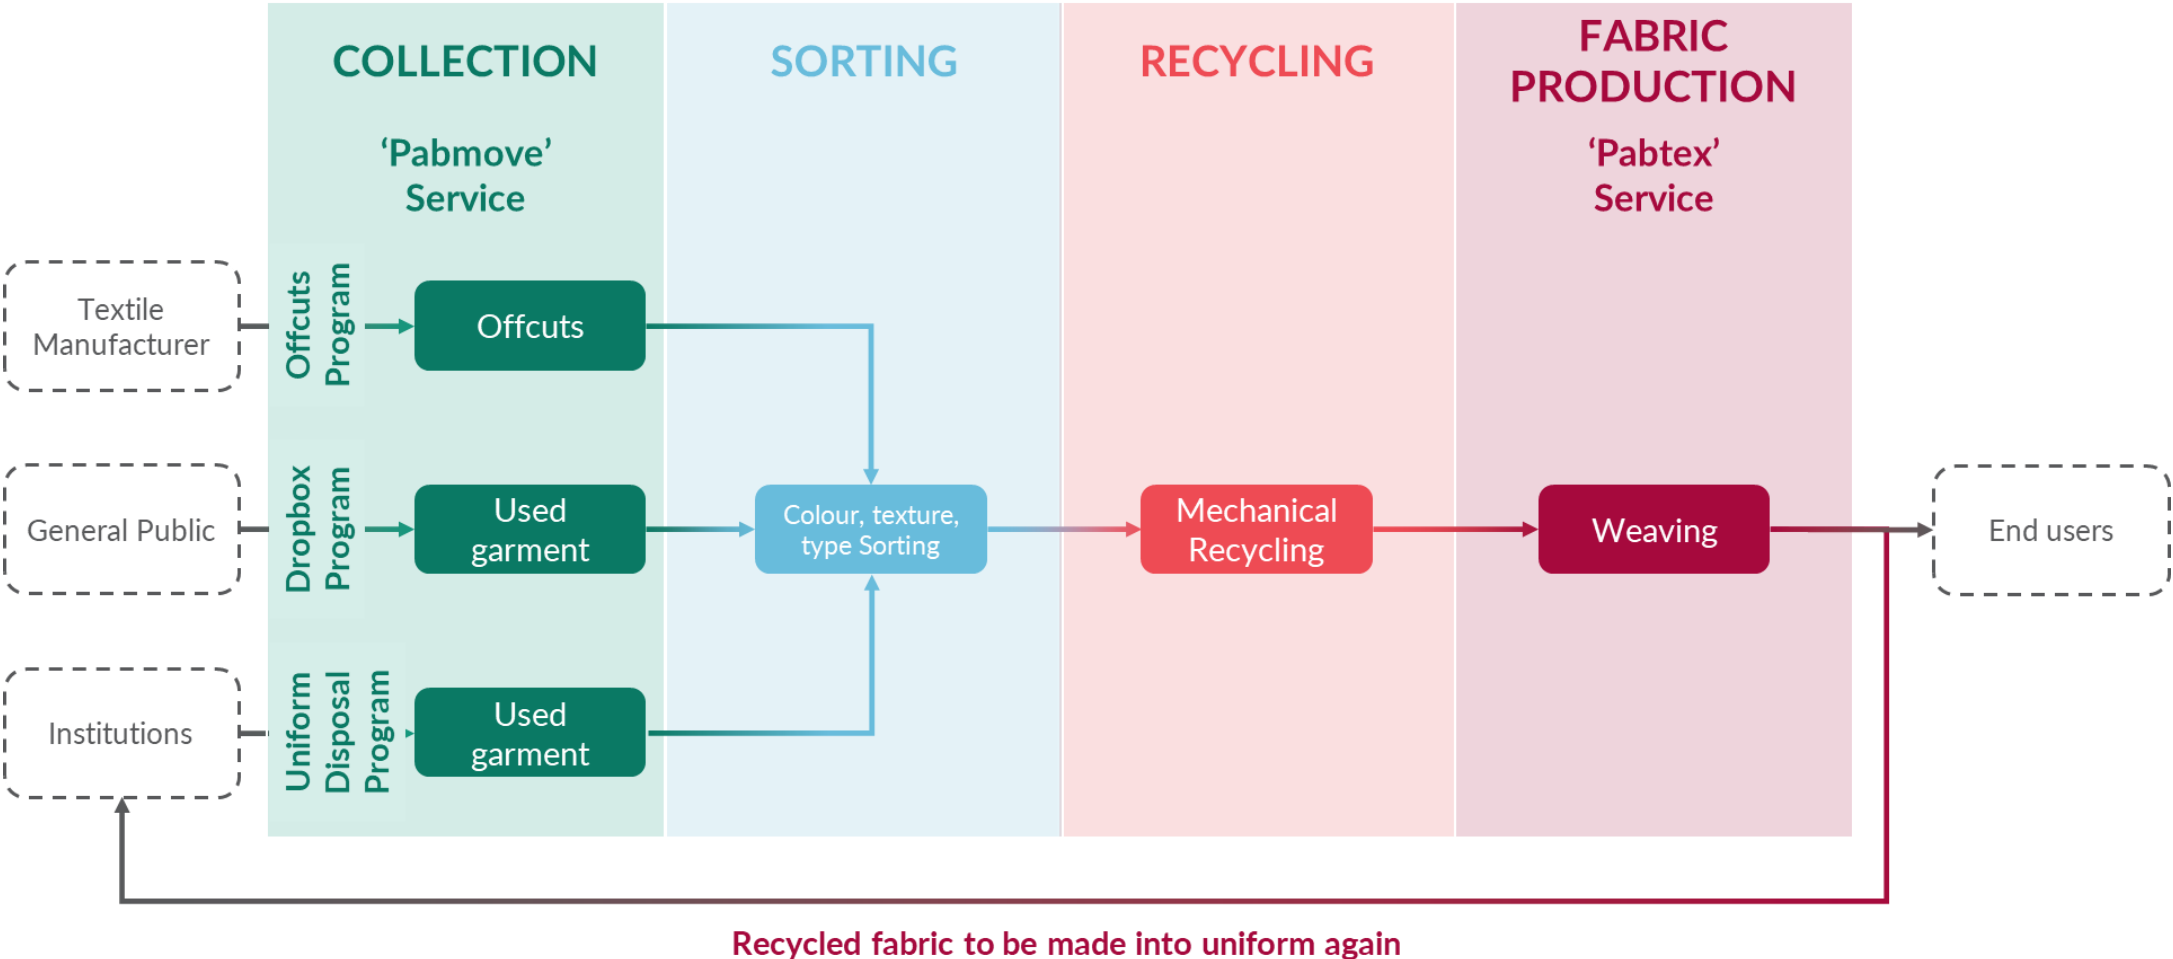 COLLECTION
SORTING
RECYCLING
FABRIC
PRODUCTION
‘Pabmove’
Service
‘Pabtex’
Service
Textile
Manufacturer
Offcuts
Program
Offcuts
General Public
Dropbox
Program
Used
garment
Colour, texture,
type Sorting
Mechanical
Recycling
Weaving
End users
Institutions
Uniform
Disposal
Program
Used
garment
Recycled fabric to be made into uniform again